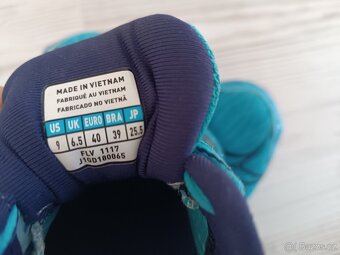 MADE IN VIETNAM
FABRIQUÉ AU VIETNAM
FABRICADO NO VIETNÃ
US UK EURO BRA JP
9 6.5 40 39 25.5
FLV 1117
J1GD180065